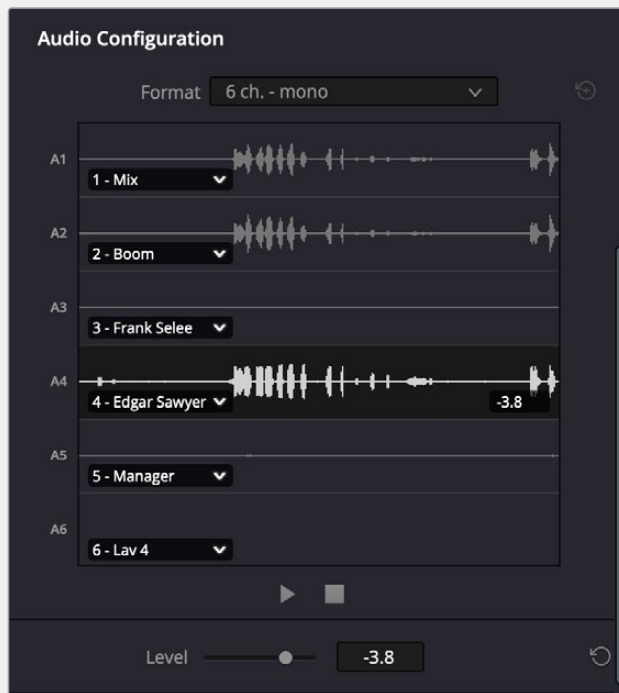 Audio Configuration
Format 6 ch. - mono
A1
1 - Mix
A2
2 - Boom
A3
3 - Frank Selee
A4
4 - Edgar Sawyer -3.8
A5
5 - Manager
A6
6 - Lav 4
Level -3.8